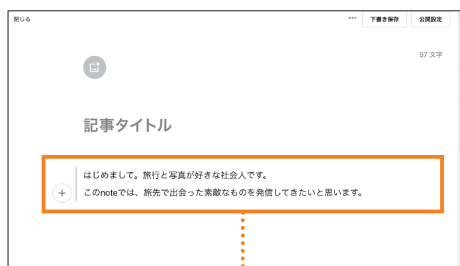 閉じる
••• 下書き保存 公開設定
57 文字
記事タイトル
はじめまして。旅行と写真が好きな社会人です。
このnoteでは、旅先で出会った素敵なものを発信してきたいと思います。